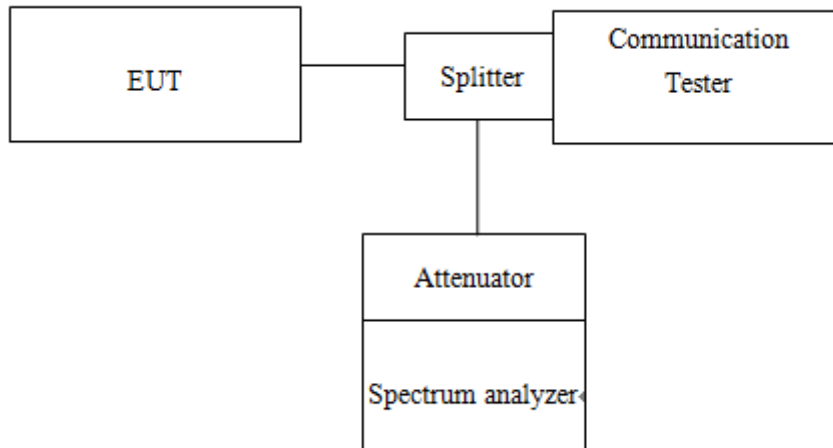 EUT
Splitter
Communication
Tester
Attenuator
Spectrum analyzer